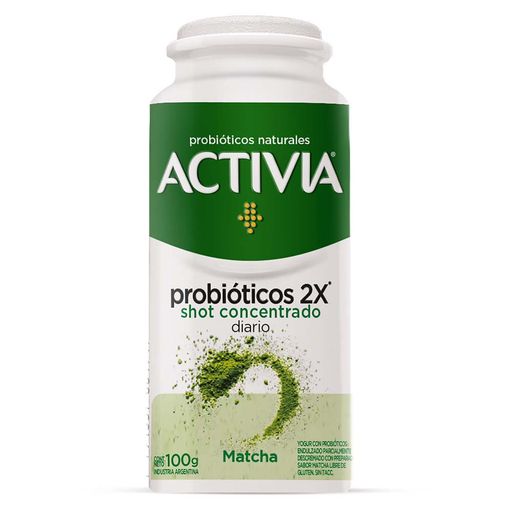 probióticos naturales
ACTIVIA®
probióticos 2X*
shot concentrado
diario
Matcha
CONT.
NETO 100g
INDUSTRIA ARGENTINA
YOGUR CON PROBIÓTICOS
ENDULZADO PARCIALMENTE
DESCREMADO CON PREPARADO
SABOR MATCHA LIBRE DE
GLUTEN. SIN TACC.